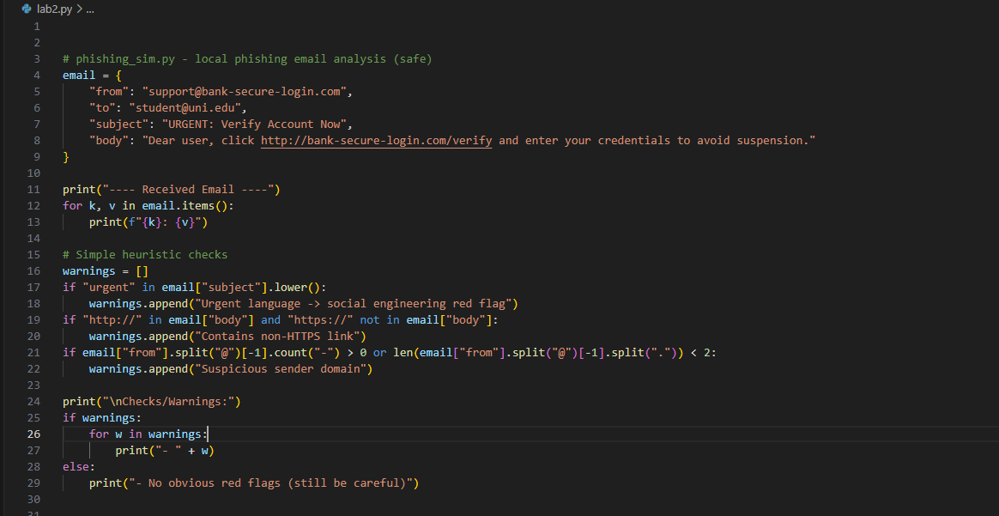 lab2.py > ...
1
2
3 # phishing_sim.py - local phishing email analysis (safe)
4 email = {
5     "from": "support@bank-secure-login.com",
6     "to": "student@uni.edu",
7     "subject": "URGENT: Verify Account Now",
8     "body": "Dear user, click http://bank-secure-login.com/verify and enter your credentials to avoid suspension."
9 }
10
11 print("---- Received Email ----")
12 for k, v in email.items():
13     print(f"{k}: {v}")
14
15 # Simple heuristic checks
16 warnings = []
17 if "urgent" in email["subject"].lower():
18     warnings.append("Urgent language -> social engineering red flag")
19 if "http://" in email["body"] and "https://" not in email["body"]:
20     warnings.append("Contains non-HTTPS link")
21 if email["from"].split("@")[-1].count("-") > 0 or len(email["from"].split("@")[-1].split(".")) < 2:
22     warnings.append("Suspicious sender domain")
23
24 print("\nChecks/Warnings:")
25 if warnings:
26     for w in warnings:
27         print("- " + w)
28 else:
29     print("- No obvious red flags (still be careful)")
30
31